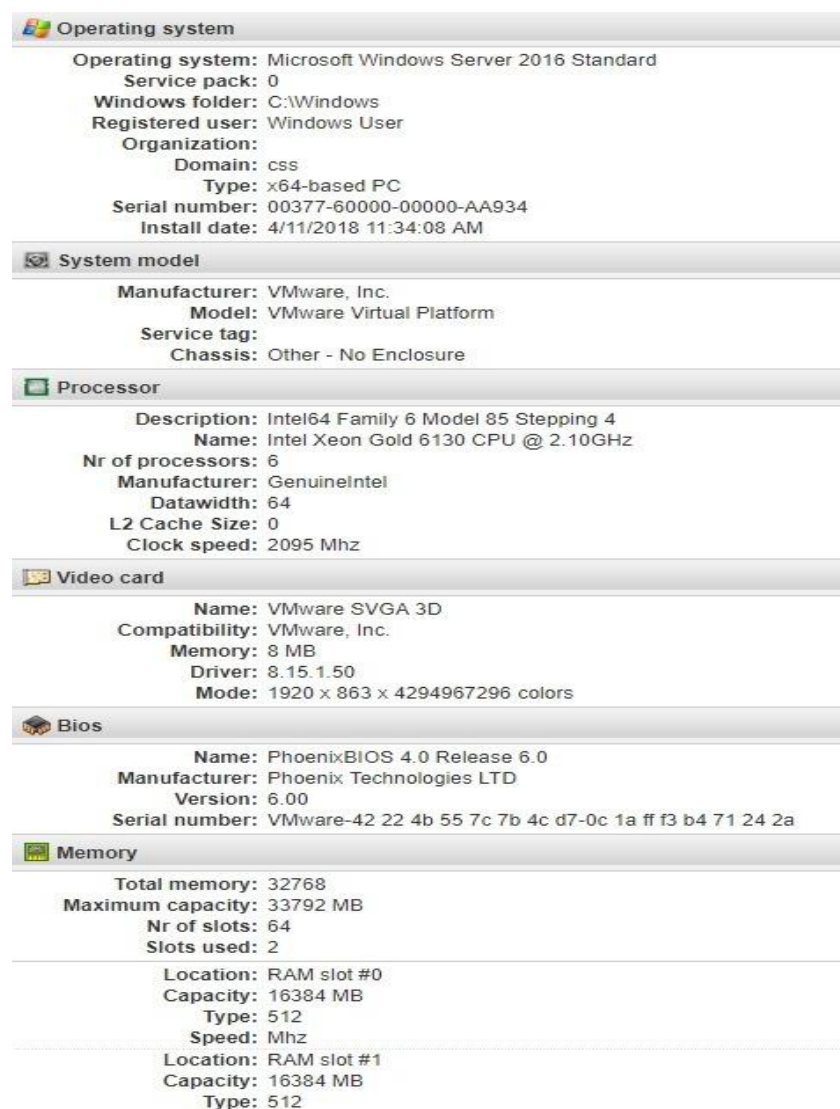 Operating system
Operating system: Microsoft Windows Server 2016 Standard
Service pack: 0
Windows folder: C:\Windows
Registered user: Windows User
Organization:
Domain: css
Type: x64-based PC
Serial number: 00377-60000-00000-AA934
Install date: 4/11/2018 11:34:08 AM
System model
Manufacturer: VMware, Inc.
Model: VMware Virtual Platform
Service tag:
Chassis: Other - No Enclosure
Processor
Description: Intel64 Family 6 Model 85 Stepping 4
Name: Intel Xeon Gold 6130 CPU @ 2.10GHz
Nr of processors: 6
Manufacturer: GenuineIntel
Datawidth: 64
L2 Cache Size: 0
Clock speed: 2095 Mhz
Video card
Name: VMware SVGA 3D
Compatibility: VMware, Inc.
Memory: 8 MB
Driver: 8.15.1.50
Mode: 1920 x 863 x 4294967296 colors
Bios
Name: PhoenixBIOS 4.0 Release 6.0
Manufacturer: Phoenix Technologies LTD
Version: 6.00
Serial number: VMware-42 22 4b 55 7c 7b 4c d7-0c 1a ff f3 b4 71 24 2a
Memory
Total memory: 32768
Maximum capacity: 33792 MB
Nr of slots: 64
Slots used: 2
Location: RAM slot #0
Capacity: 16384 MB
Type: 512
Speed: Mhz
Location: RAM slot #1
Capacity: 16384 MB
Type: 512